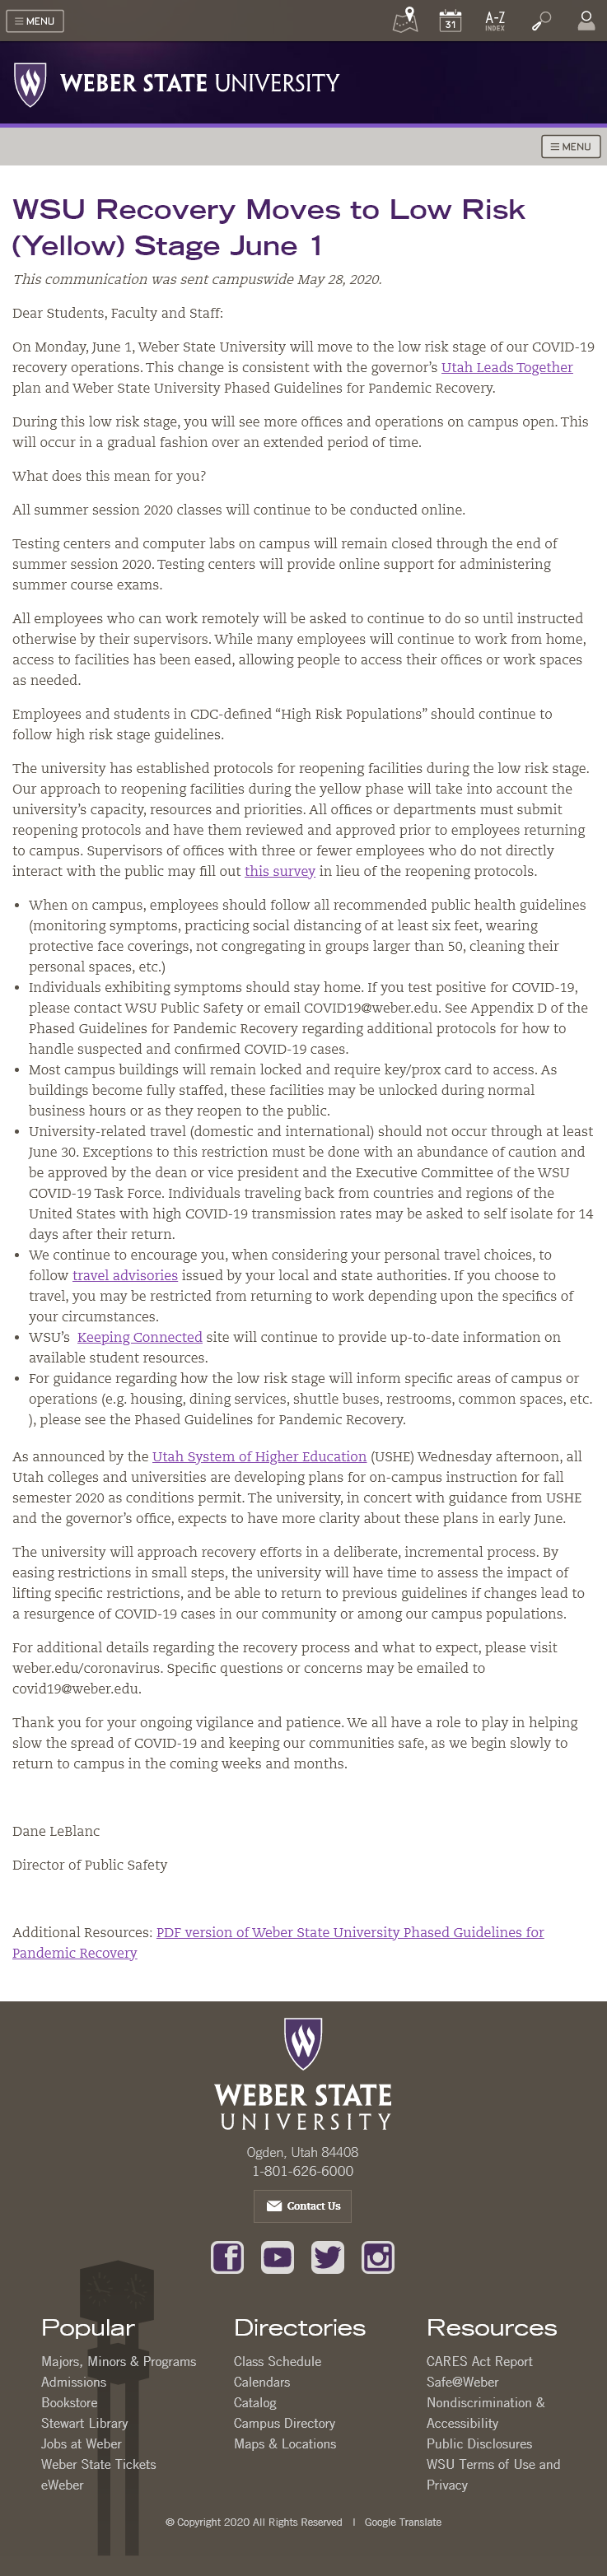 MENU
31
A-Z
INDEX
WEBER STATE UNIVERSITY
MENU
WSU Recovery Moves to Low Risk
(Yellow) Stage June 1
This communication was sent campuswide May 28, 2020.
Dear Students, Faculty and Staff:
On Monday, June 1, Weber State University will move to the low risk stage of our COVID-19
recovery operations. This change is consistent with the governor’s Utah Leads Together
plan and Weber State University Phased Guidelines for Pandemic Recovery.
During this low risk stage, you will see more offices and operations on campus open. This
will occur in a gradual fashion over an extended period of time.
What does this mean for you?
All summer session 2020 classes will continue to be conducted online.
Testing centers and computer labs on campus will remain closed through the end of
summer session 2020. Testing centers will provide online support for administering
summer course exams.
All employees who can work remotely will be asked to continue to do so until instructed
otherwise by their supervisors. While many employees will continue to work from home,
access to facilities has been eased, allowing people to access their offices or work spaces
as needed.
Employees and students in CDC-defined “High Risk Populations” should continue to
follow high risk stage guidelines.
The university has established protocols for reopening facilities during the low risk stage.
Our approach to reopening facilities during the yellow phase will take into account the
university’s capacity, resources and priorities. All offices or departments must submit
reopening protocols and have them reviewed and approved prior to employees returning
to campus. Supervisors of offices with three or fewer employees who do not directly
interact with the public may fill out this survey in lieu of the reopening protocols.
• When on campus, employees should follow all recommended public health guidelines
(monitoring symptoms, practicing social distancing of at least six feet, wearing
protective face coverings, not congregating in groups larger than 50, cleaning their
personal spaces, etc.)
• Individuals exhibiting symptoms should stay home. If you test positive for COVID-19,
please contact WSU Public Safety or email COVID19@weber.edu. See Appendix D of the
Phased Guidelines for Pandemic Recovery regarding additional protocols for how to
handle suspected and confirmed COVID-19 cases.
• Most campus buildings will remain locked and require key/prox card to access. As
buildings become fully staffed, these facilities may be unlocked during normal
business hours or as they reopen to the public.
• University-related travel (domestic and international) should not occur through at least
June 30. Exceptions to this restriction must be done with an abundance of caution and
be approved by the dean or vice president and the Executive Committee of the WSU
COVID-19 Task Force. Individuals traveling back from countries and regions of the
United States with high COVID-19 transmission rates may be asked to self isolate for 14
days after their return.
• We continue to encourage you, when considering your personal travel choices, to
follow travel advisories issued by your local and state authorities. If you choose to
travel, you may be restricted from returning to work depending upon the specifics of
your circumstances.
• WSU’s Keeping Connected site will continue to provide up-to-date information on
available student resources.
• For guidance regarding how the low risk stage will inform specific areas of campus or
operations (e.g. housing, dining services, shuttle buses, restrooms, common spaces, etc.
), please see the Phased Guidelines for Pandemic Recovery.
As announced by the Utah System of Higher Education (USHE) Wednesday afternoon, all
Utah colleges and universities are developing plans for on-campus instruction for fall
semester 2020 as conditions permit. The university, in concert with guidance from USHE
and the governor’s office, expects to have more clarity about these plans in early June.
The university will approach recovery efforts in a deliberate, incremental process. By
easing restrictions in small steps, the university will have time to assess the impact of
lifting specific restrictions, and be able to return to previous guidelines if changes lead to
a resurgence of COVID-19 cases in our community or among our campus populations.
For additional details regarding the recovery process and what to expect, please visit
weber.edu/coronavirus. Specific questions or concerns may be emailed to
covid19@weber.edu.
Thank you for your ongoing vigilance and patience. We all have a role to play in helping
slow the spread of COVID-19 and keeping our communities safe, as we begin slowly to
return to campus in the coming weeks and months.
Dane LeBlanc
Director of Public Safety
Additional Resources: PDF version of Weber State University Phased Guidelines for
Pandemic Recovery
WEBER STATE
UNIVERSITY
Ogden, Utah 84408
1-801-626-6000
Contact Us
Popular
Majors, Minors & Programs
Admissions
Bookstore
Stewart Library
Jobs at Weber
Weber State Tickets
eWeber
Directories
Class Schedule
Calendars
Catalog
Campus Directory
Maps & Locations
Resources
CARES Act Report
Safe@Weber
Nondiscrimination &
Accessibility
Public Disclosures
WSU Terms of Use and
Privacy
© Copyright 2020 All Rights Reserved | Google Translate